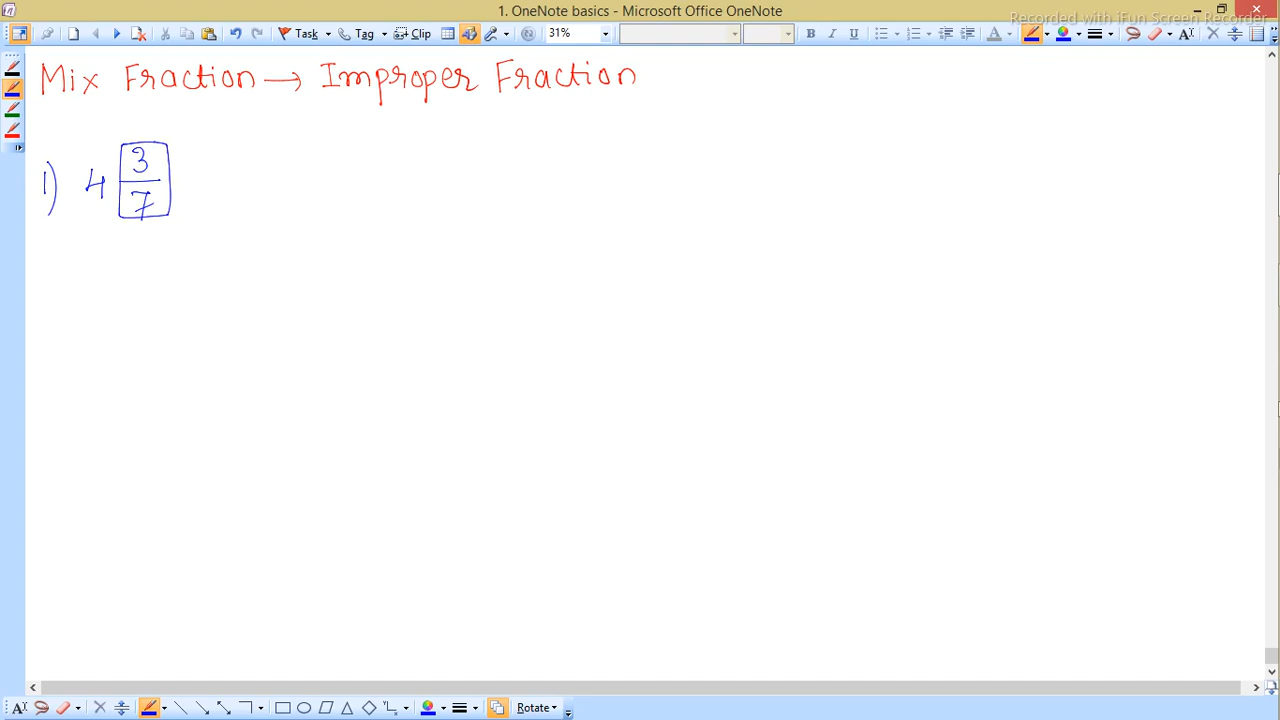 1. OneNote basics - Microsoft Office OneNote
Recorded with iFun Screen Recorder
Task Tag Clip 31% B I U A
Mix Fraction → Improper Fraction
1) 4 3/7
Rotate